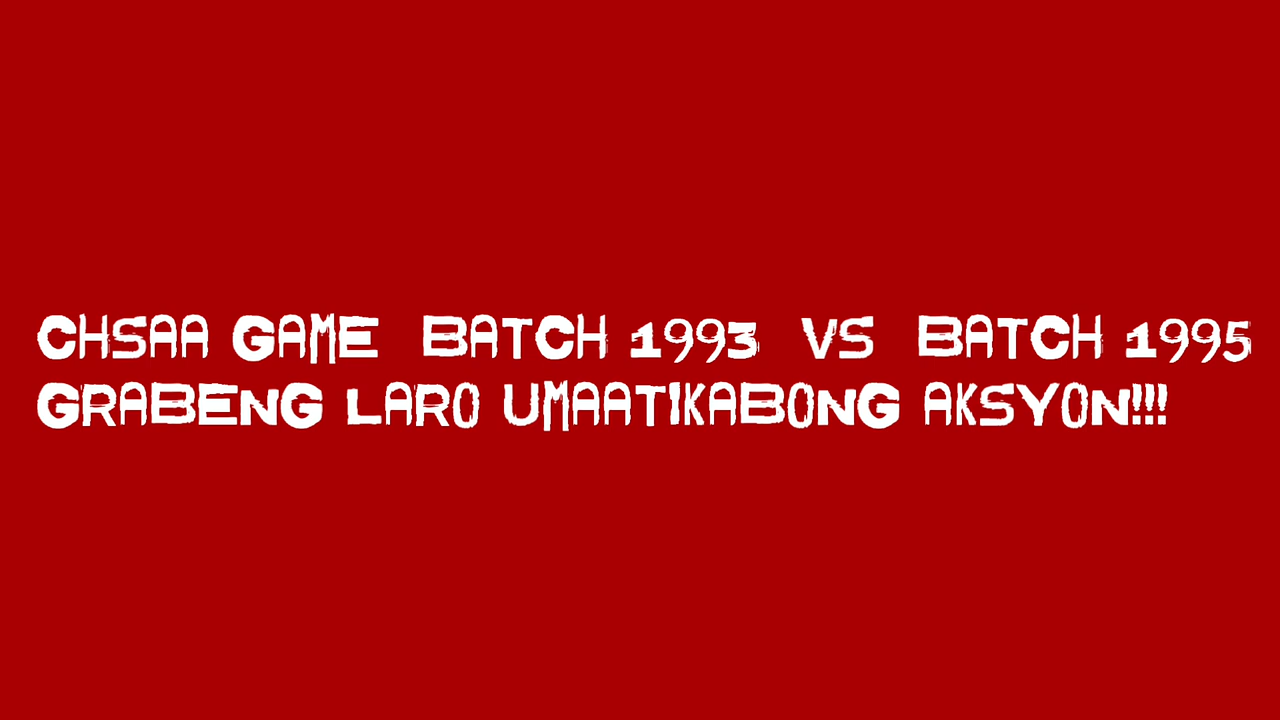 CHSAA GAME  BATCH 1993  VS  BATCH 1995
GRABENG LARO UMAATIKABONG AKSYON!!!